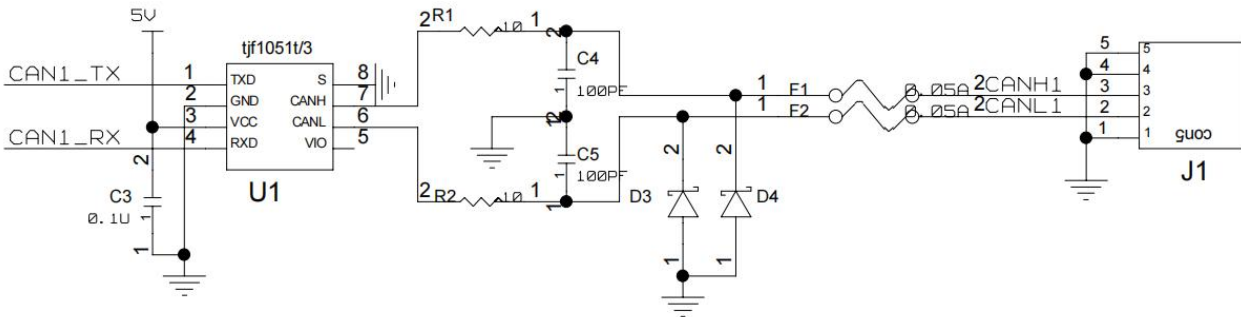 5V
tjf1051t/3
CAN1_TX
CAN1_RX
1 TXD
2 GND
3 VCC
4 RXD
S 8
CANH 7
CANL 6
VIO 5
U1
2
C3
0.1U
1
1
2 R1 1
10
2
C4
1
100PF
1
2
C5
1
100PF
2 R2 1
10
1
D3
2
1
D4
2
1
1 F1 0.05A 2 CANH1
1 F2 0.05A 2 CANL1
5 5
4 4
3 3
2 2
1 1
con5
J1